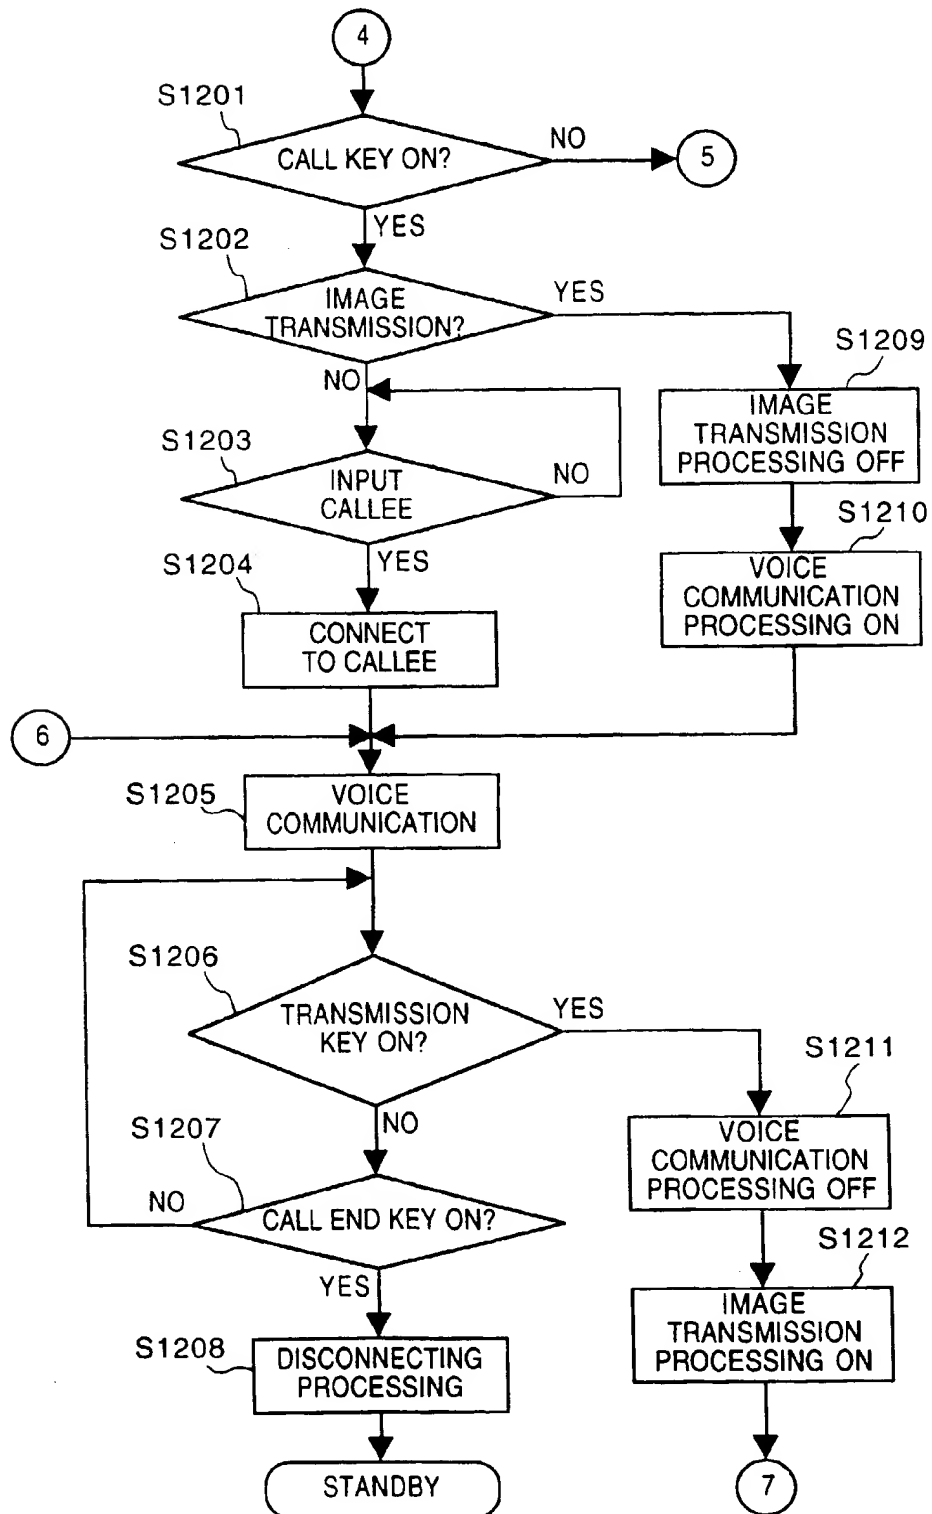 4
S1201
CALL KEY ON?
NO
5
YES
S1202
IMAGE
TRANSMISSION?
YES
NO
S1209
IMAGE
TRANSMISSION
PROCESSING OFF
S1203
INPUT
CALLEE
NO
YES
S1210
VOICE
COMMUNICATION
PROCESSING ON
S1204
CONNECT
TO CALLEE
6
S1205
VOICE
COMMUNICATION
S1206
TRANSMISSION
KEY ON?
YES
NO
S1211
VOICE
COMMUNICATION
PROCESSING OFF
S1207
CALL END KEY ON?
NO
YES
S1212
IMAGE
TRANSMISSION
PROCESSING ON
S1208
DISCONNECTING
PROCESSING
STANDBY
7